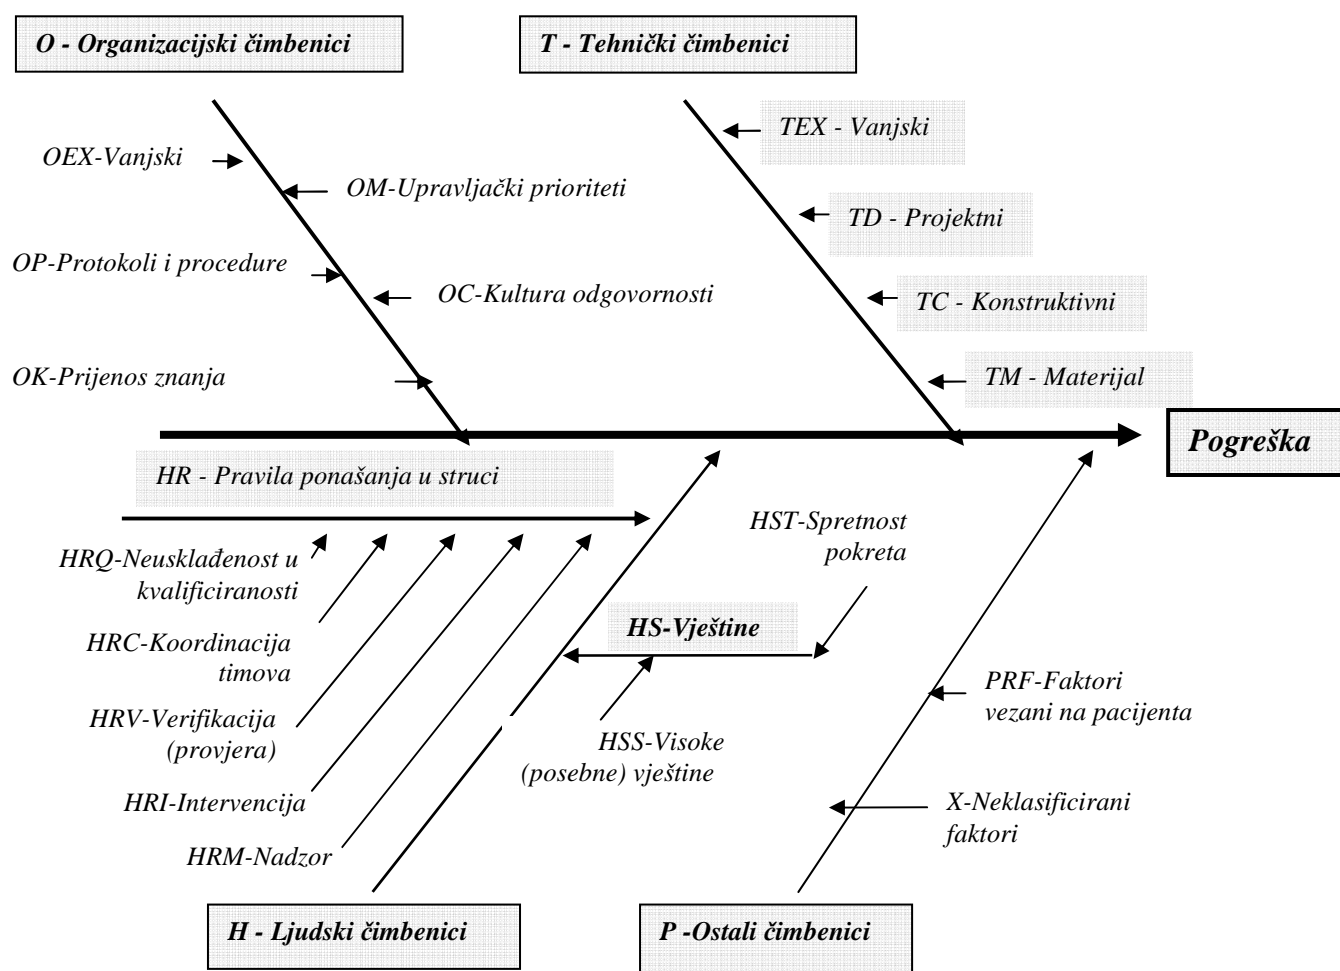 O - Organizacijski čimbenici
T - Tehnički čimbenici
TEX - Vanjski
OEX-Vanjski
OM-Upravljački prioriteti
TD - Projektni
OP-Protokoli i procedure
OC-Kultura odgovornosti
TC - Konstruktivni
OK-Prijenos znanja
TM - Materijal
Pogreška
HR - Pravila ponašanja u struci
HST-Spretnost
pokreta
HRQ-Neusklađenost u
kvalificiranosti
HS-Vještine
HRC-Koordinacija
timova
PRF-Faktori
vezani na pacijenta
HRV-Verifikacija
(provjera)
HSS-Visoke
(posebne) vještine
HRI-Intervencija
X-Neklasificirani
faktori
HRM-Nadzor
H - Ljudski čimbenici
P -Ostali čimbenici